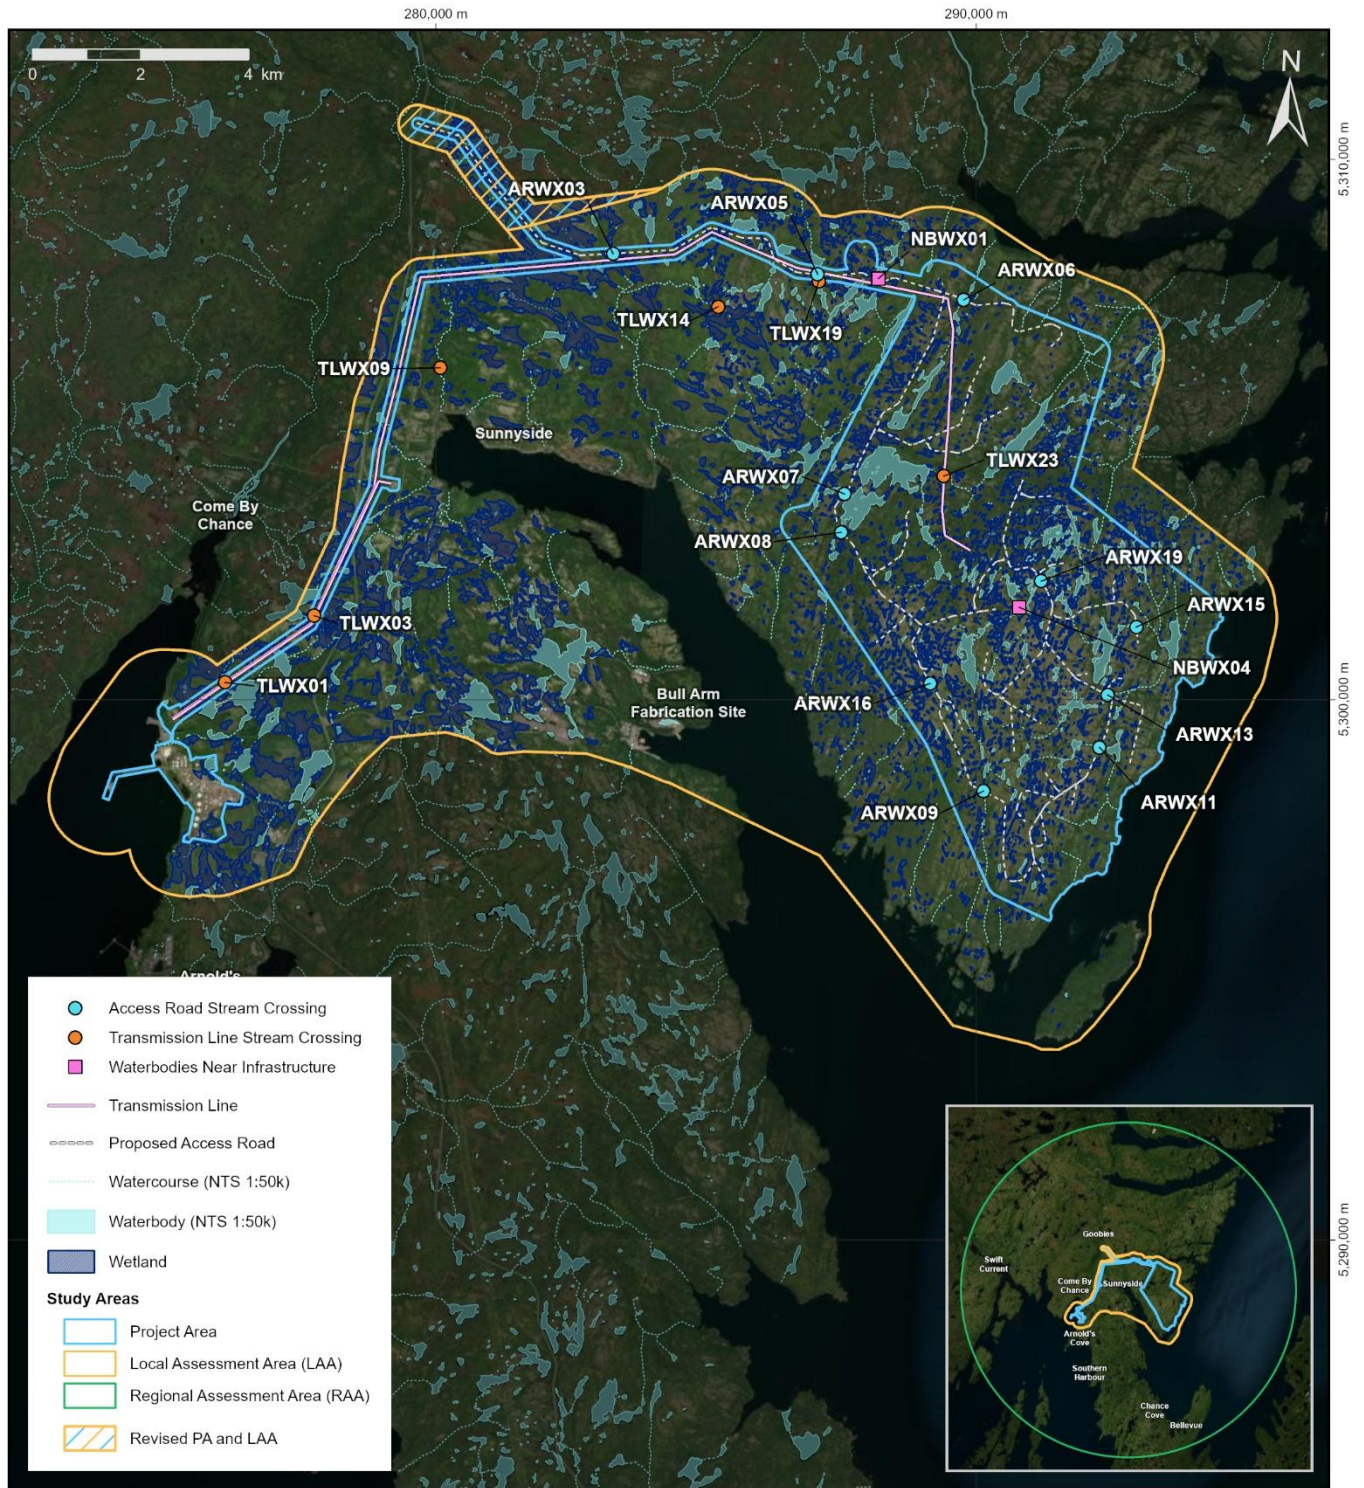 280,000 m
290,000 m
0 2 4 km
N
5,310,000 m
ARWX03
ARWX05
NBWX01
ARWX06
TLWX14
TLWX19
TLWX09
Sunnyside
ARWX07
TLWX23
Come By
Chance
ARWX08
ARWX19
ARWX15
TLWX03
NBWX04
TLWX01
Bull Arm
Fabrication Site
ARWX16
5,300,000 m
ARWX13
ARWX11
ARWX09
Arnold's
Access Road Stream Crossing
Transmission Line Stream Crossing
Waterbodies Near Infrastructure
Transmission Line
Proposed Access Road
Watercourse (NTS 1:50k)
Waterbody (NTS 1:50k)
Wetland
Study Areas
Project Area
Local Assessment Area (LAA)
Regional Assessment Area (RAA)
Revised PA and LAA
5,290,000 m
Goobies
Swift
Current
Come By
Chance
Sunnyside
Arnold's
Cove
Southern
Harbour
Chance
Cove
Bellevue